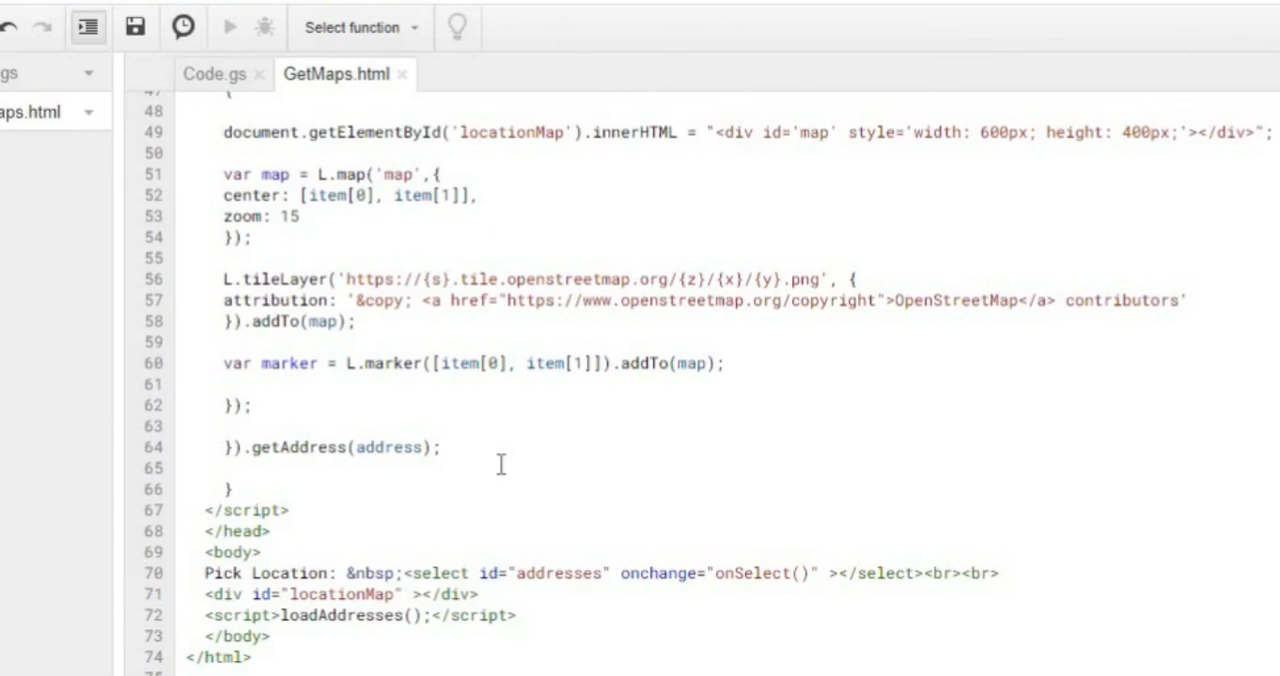 Select function
gs
Code.gs
GetMaps.html
aps.html
48
49 document.getElementById('locationMap').innerHTML = "<div id='map' style='width: 600px; height: 400px;'></div>";
50
51 var map = L.map('map',{
52 center: [item[0], item[1]],
53 zoom: 15
54 });
55
56 L.tileLayer('https://{s}.tile.openstreetmap.org/{z}/{x}/{y}.png', {
57 attribution: '&copy; <a href="https://www.openstreetmap.org/copyright">OpenStreetMap</a> contributors'
58 }).addTo(map);
59
60 var marker = L.marker([item[0], item[1]]).addTo(map);
61
62 });
63
64 }).getAddress(address);
65
66 }
67 </script>
68 </head>
69 <body>
70 Pick Location: &nbsp;<select id="addresses" onchange="onSelect()" ></select><br><br>
71 <div id="locationMap" ></div>
72 <script>loadAddresses();</script>
73 </body>
74 </html>